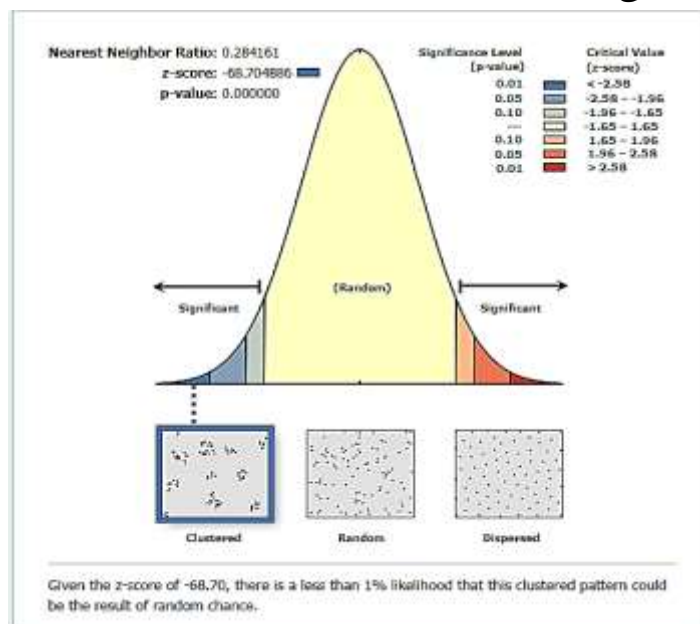 Nearest Neighbor Ratio: 0.284161
z-score: -68.704886
p-value: 0.000000
Significance Level
(p-value)
Critical Value
(z-score)
0.01 < -2.58
0.05 -2.58 - -1.96
0.10 -1.96 - -1.65
--- -1.65 - 1.65
0.10 1.65 - 1.96
0.05 1.96 - 2.58
0.01 > 2.58
(Random)
Significant
Significant
Clustered
Random
Dispersed
Given the z-score of -68.70, there is a less than 1% likelihood that this clustered pattern could
be the result of random chance.